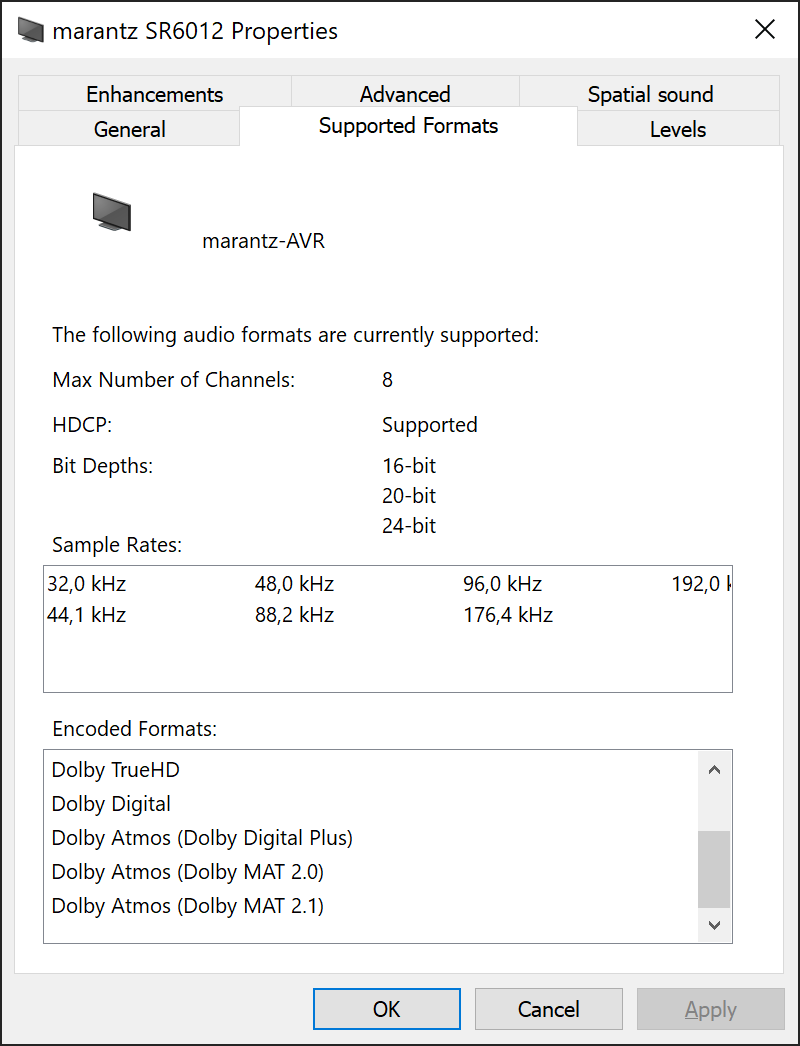 marantz SR6012 Properties
Enhancements
Advanced
Spatial sound
General
Supported Formats
Levels
marantz-AVR
The following audio formats are currently supported:
Max Number of Channels: 8
HDCP: Supported
Bit Depths: 16-bit
20-bit
24-bit
Sample Rates:
32,0 kHz 48,0 kHz 96,0 kHz 192,0
44,1 kHz 88,2 kHz 176,4 kHz
Encoded Formats:
Dolby TrueHD
Dolby Digital
Dolby Atmos (Dolby Digital Plus)
Dolby Atmos (Dolby MAT 2.0)
Dolby Atmos (Dolby MAT 2.1)
OK Cancel Apply